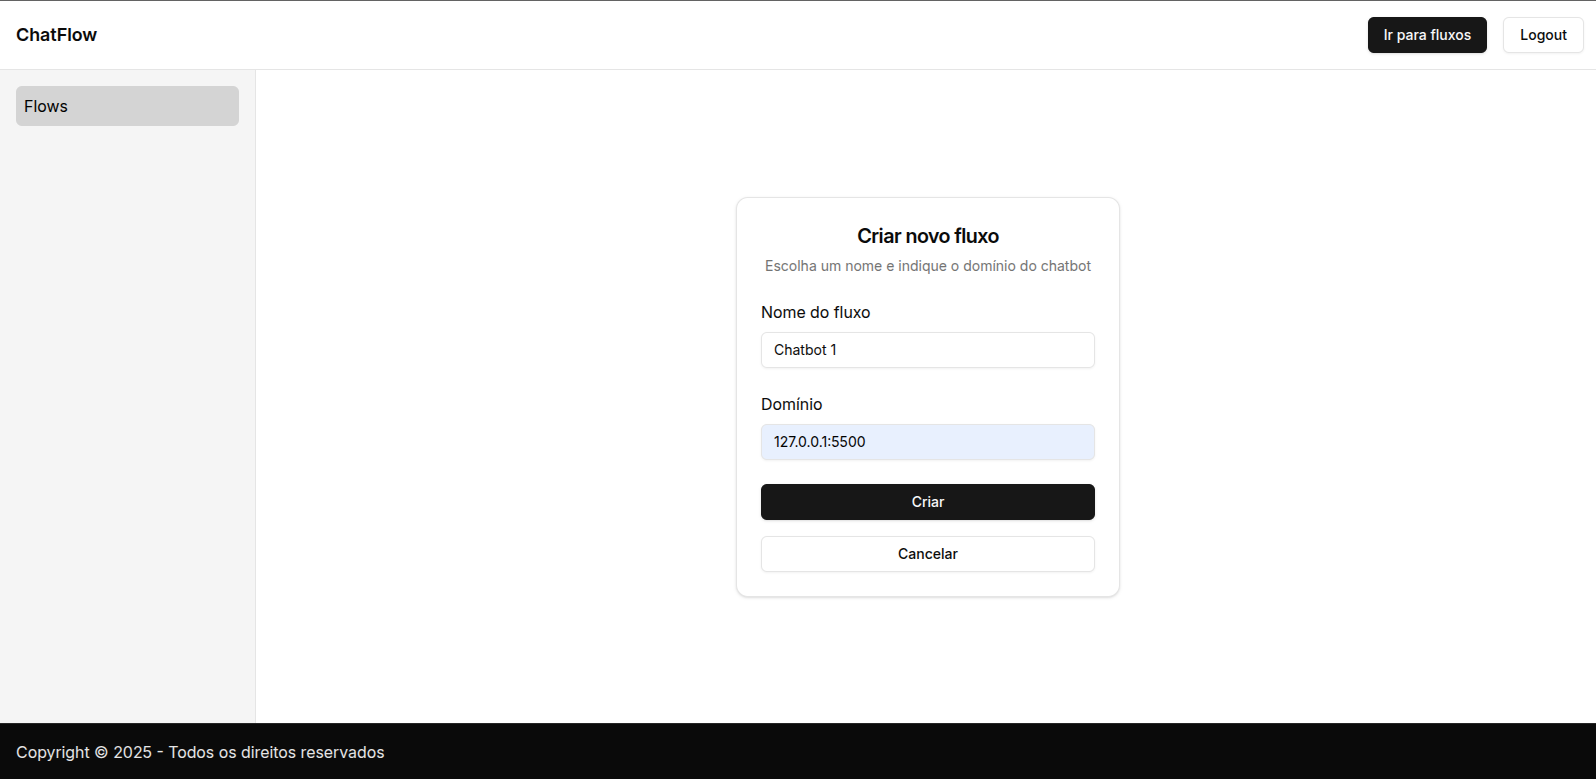 ChatFlow
Ir para fluxos
Logout
Flows
Criar novo fluxo
Escolha um nome e indique o domínio do chatbot
Nome do fluxo
Chatbot 1
Domínio
127.0.0.1:5500
Criar
Cancelar
Copyright © 2025 - Todos os direitos reservados